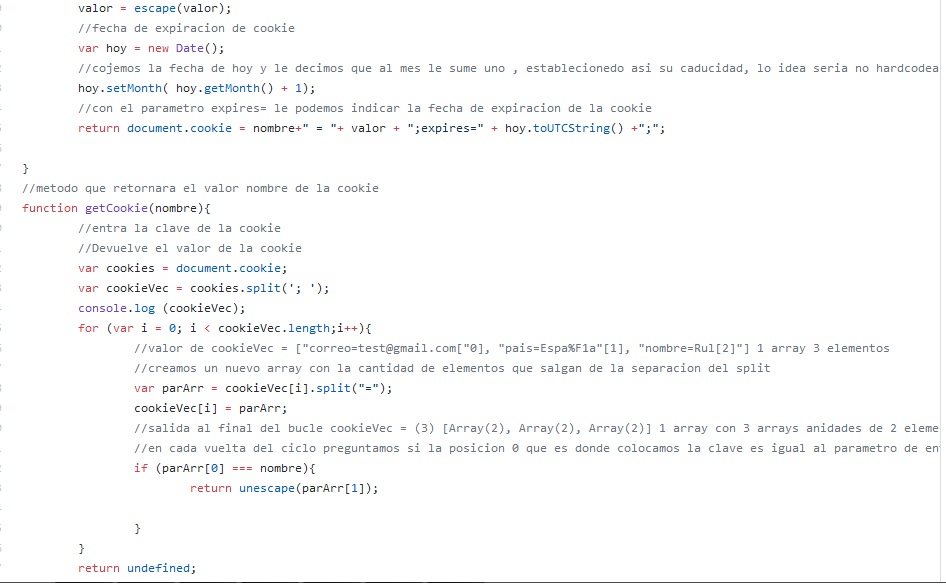 valor = escape(valor);
//fecha de expiracion de cookie
var hoy = new Date();
//cojemos la fecha de hoy y le decimos que al mes le sume uno , establecionedo asi su caducidad, lo idea seria no hardcodea
hoy.setMonth( hoy.getMonth() + 1);
//con el parametro expires= le podemos indicar la fecha de expiracion de la cookie
return document.cookie = nombre+" = "+ valor + ";expires=" + hoy.toUTCString() +";";
}
//metodo que retornara el valor nombre de la cookie
function getCookie(nombre){
//entra la clave de la cookie
//Devuelve el valor de la cookie
var cookies = document.cookie;
var cookieVec = cookies.split('; ');
console.log (cookieVec);
for (var i = 0; i < cookieVec.length;i++){
//valor de cookieVec = ["correo=test@gmail.com["0], "pais=Espa%F1a"[1], "nombre=Rul[2]"] 1 array 3 elementos
//creamos un nuevo array con la cantidad de elementos que salgan de la separacion del split
var parArr = cookieVec[i].split("=");
cookieVec[i] = parArr;
//salida al final del bucle cookieVec = (3) [Array(2), Array(2), Array(2)] 1 array con 3 arrays anidades de 2 eleme
//en cada vuelta del ciclo preguntamos si la posicion 0 que es donde colocamos la clave es igual al parametro de en
if (parArr[0] === nombre){
return unescape(parArr[1]);
}
}
return undefined;